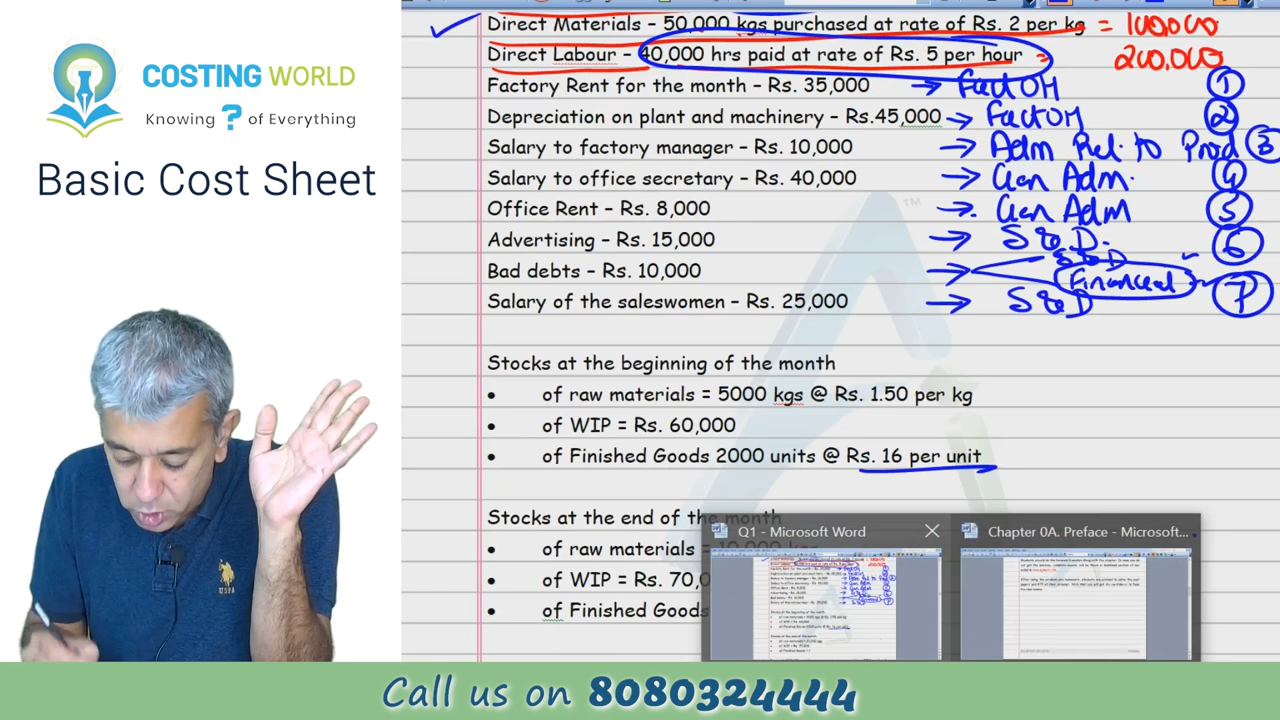 COSTING WORLD
Knowing ? of Everything
Basic Cost Sheet
Direct Materials – 50,000 kgs purchased at rate of Rs. 2 per kg = 100,000
Direct Labour – 40,000 hrs paid at rate of Rs. 5 per hour = 200,000
Factory Rent for the month – Rs. 35,000 → Fact OH 1
Depreciation on plant and machinery – Rs.45,000 → Fact OH 2
Salary to factory manager – Rs. 10,000 → Adm Rel. to Prod 3
Salary to office secretary – Rs. 40,000 → Gen Adm. 4
Office Rent – Rs. 8,000 → Gen Adm 5
Advertising – Rs. 15,000 → S & D. 6
S & D
Bad debts – Rs. 10,000 → Financial 7
Salary of the saleswomen – Rs. 25,000 → S & D
Stocks at the beginning of the month
• of raw materials = 5000 kgs @ Rs. 1.50 per kg
• of WIP = Rs. 60,000
• of Finished Goods 2000 units @ Rs. 16 per unit
Stocks at the end of the month
• of raw materials = 10,000 kgs
• of WIP = Rs. 70,0
• of Finished Goods
Q1 - Microsoft Word
Chapter 0A. Preface - Microsoft...
Call us on 8080324444
TM
USPA